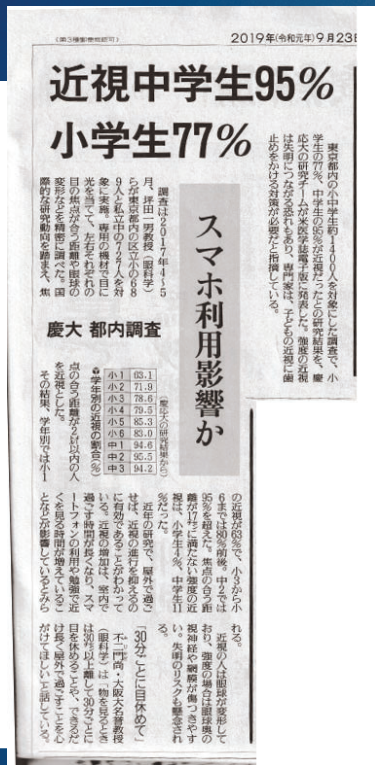 （第3種郵便物認可）
2019年(令和元年)9月23日
近視中学生95%
小学生77%
スマホ利用影響か
慶大 都内調査
東京都内の小中学生約1400人を対象にした調査で、小
学生の77%、中学生の95%が近視だったとの研究結果を、慶
応大の研究チームが米医学誌電子版に発表した。強度の近視
は失明につながる恐れもあり、専門家は、子どもの近視に歯
止めをかける対策が必要だと指摘している。
調査は2017年4〜5
月、坪田一男教授（眼科学）
らが東京都内の区立小の68
9人と私立中の727人を対
象に実施。専用の機材で目に
光を当てて、左右それぞれの
目の焦点が合う距離や眼球の
変形などを精密に調べた。国
際的な研究動向を踏まえ、焦
点の合う距離が2㍍以内の人
を近視とした。
その結果、学年別では小1
の近視が63%で、小3から小
6までは80%前後。中2では
95%を超えた。焦点の合う距
離が17㌢に満たない強度の近
視は、小学生4%、中学生11
%だった。
近年の研究で、屋外で過ご
せば、近視の進行を抑えるの
に有効であることがわかって
いる。近視の増加は、室内で
過ごす時間が長くなり、スマ
ートフォンの利用や勉強で近
くを見る時間が増えているこ
となどが影響しているとみら
れる。
近視の人は眼球が変形して
おり、強度の場合は眼球奥の
視神経や網膜が傷つきやす
い。失明のリスクも懸念され
る。
「30分ごとに目休めて」
不二門尚・大阪大名誉教授
（眼科学）は「物を見るとき
は30㌢以上離して30分ごとに
目を休めることや、できるだ
け長く屋外で過ごすことを心
がけてほしい」と話している。
学年別の近視の割合(%)
（慶応大の研究結果から）
小1 63.1
小2 71.9
小3 78.6
小4 79.5
小5 85.3
小6 83.0
中1 94.6
中2 95.5
中3 94.2